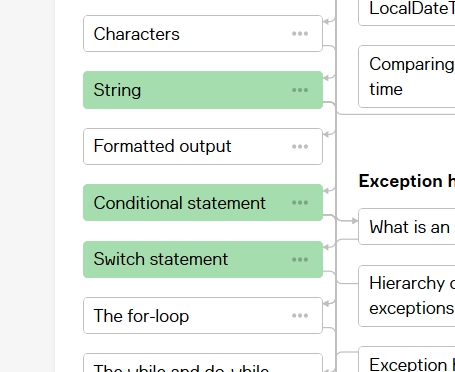 Characters
String
Formatted output
Conditional statement
Switch statement
The for-loop
The while and do-while
LocalDateT
Comparing
time
Exception h
What is an
Hierarchy o
exceptions
Exception h